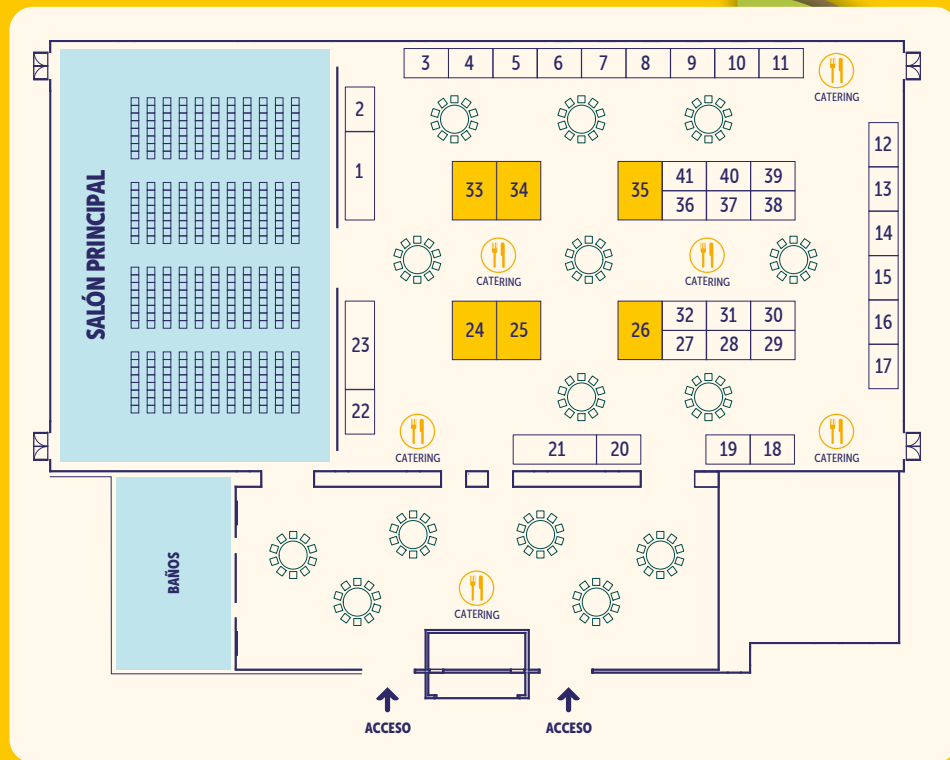 3 4 5 6 7 8 9 10 11
CATERING
2
1
12
13
14
15
16
17
33 34
35 41 40 39
36 37 38
SALÓN PRINCIPAL
CATERING
CATERING
24 25
26 32 31 30
27 28 29
23
22
CATERING
21 20
19 18
CATERING
BAÑOS
CATERING
ACCESO
ACCESO